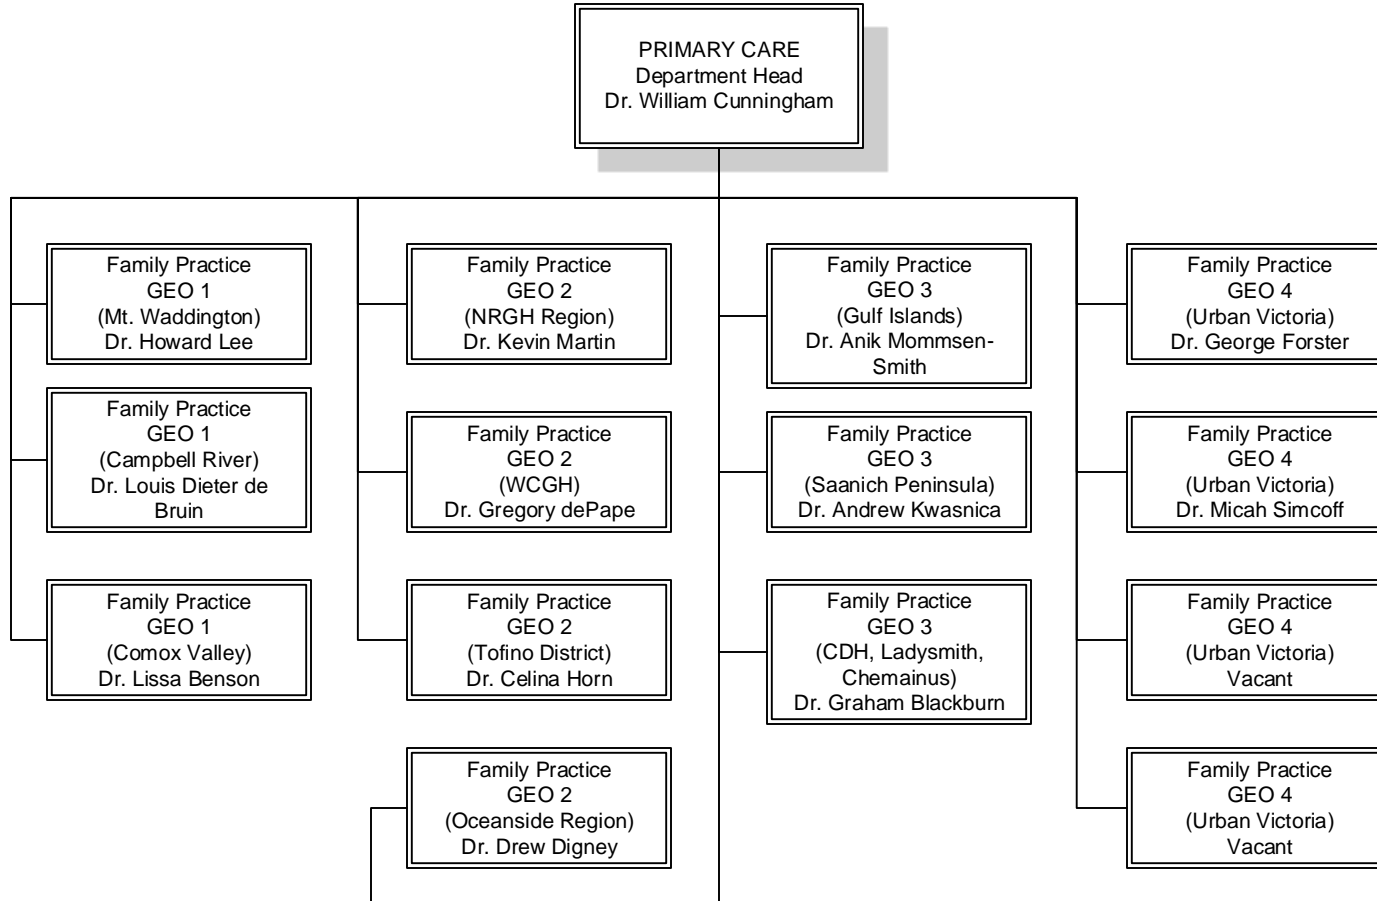 PRIMARY CARE
Department Head
Dr. William Cunningham
Family Practice
GEO 1
(Mt. Waddington)
Dr. Howard Lee
Family Practice
GEO 2
(NRGH Region)
Dr. Kevin Martin
Family Practice
GEO 3
(Gulf Islands)
Dr. Anik Mommsen-
Smith
Family Practice
GEO 4
(Urban Victoria)
Dr. George Forster
Family Practice
GEO 1
(Campbell River)
Dr. Louis Dieter de
Bruin
Family Practice
GEO 2
(WCGH)
Dr. Gregory dePape
Family Practice
GEO 3
(Saanich Peninsula)
Dr. Andrew Kwasnica
Family Practice
GEO 4
(Urban Victoria)
Dr. Micah Simcoff
Family Practice
GEO 1
(Comox Valley)
Dr. Lissa Benson
Family Practice
GEO 2
(Tofino District)
Dr. Celina Horn
Family Practice
GEO 3
(CDH, Ladysmith,
Chemainus)
Dr. Graham Blackburn
Family Practice
GEO 4
(Urban Victoria)
Vacant
Family Practice
GEO 2
(Oceanside Region)
Dr. Drew Digney
Family Practice
GEO 4
(Urban Victoria)
Vacant